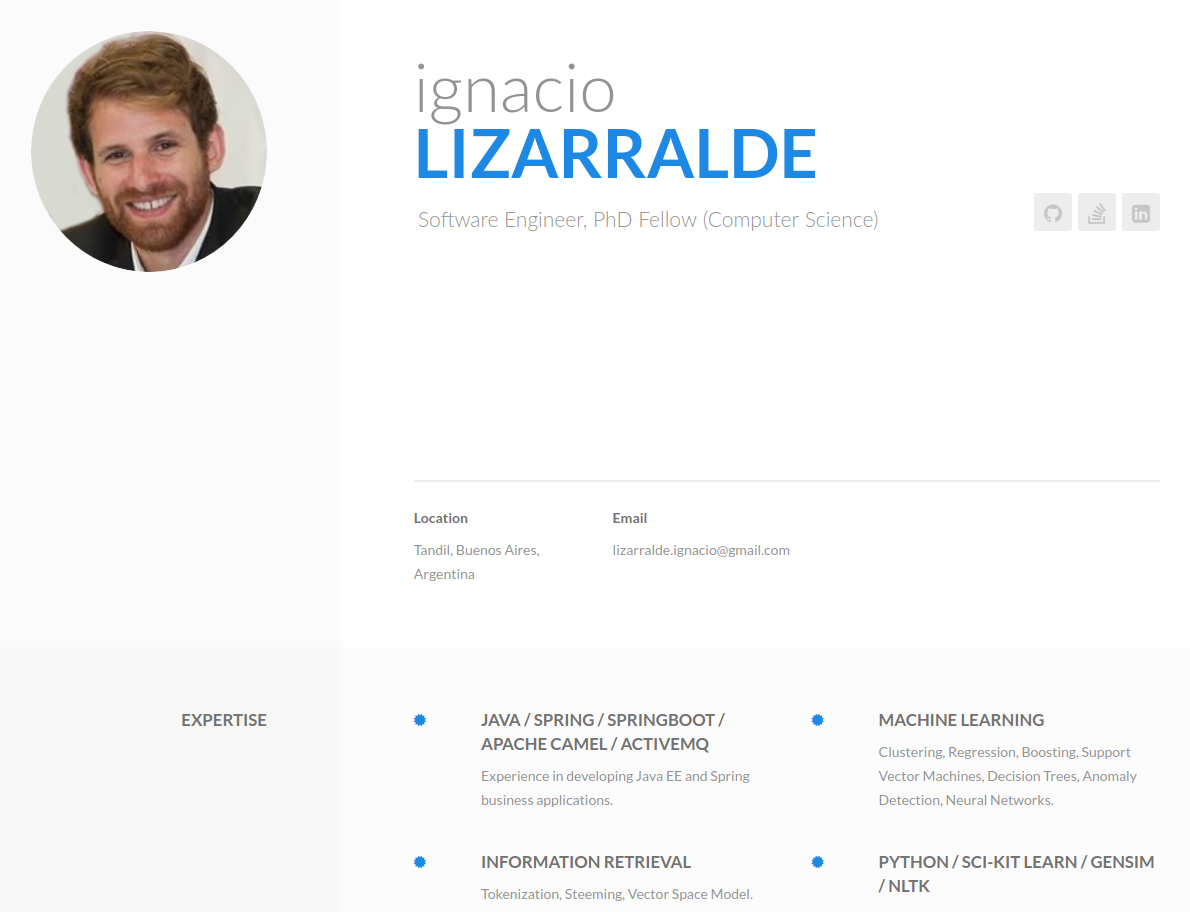 ignacio
LIZARRALDE
Software Engineer, PhD Fellow (Computer Science)
Location
Tandil, Buenos Aires,
Argentina
Email
lizarralde.ignacio@gmail.com
EXPERTISE
JAVA / SPRING / SPRINGBOOT /
APACHE CAMEL / ACTIVEMQ
Experience in developing Java EE and Spring
business applications.
MACHINE LEARNING
Clustering, Regression, Boosting, Support
Vector Machines, Decision Trees, Anomaly
Detection, Neural Networks.
INFORMATION RETRIEVAL
Tokenization, Steeming, Vector Space Model.
PYTHON / SCI-KIT LEARN / GENSIM
/ NLTK